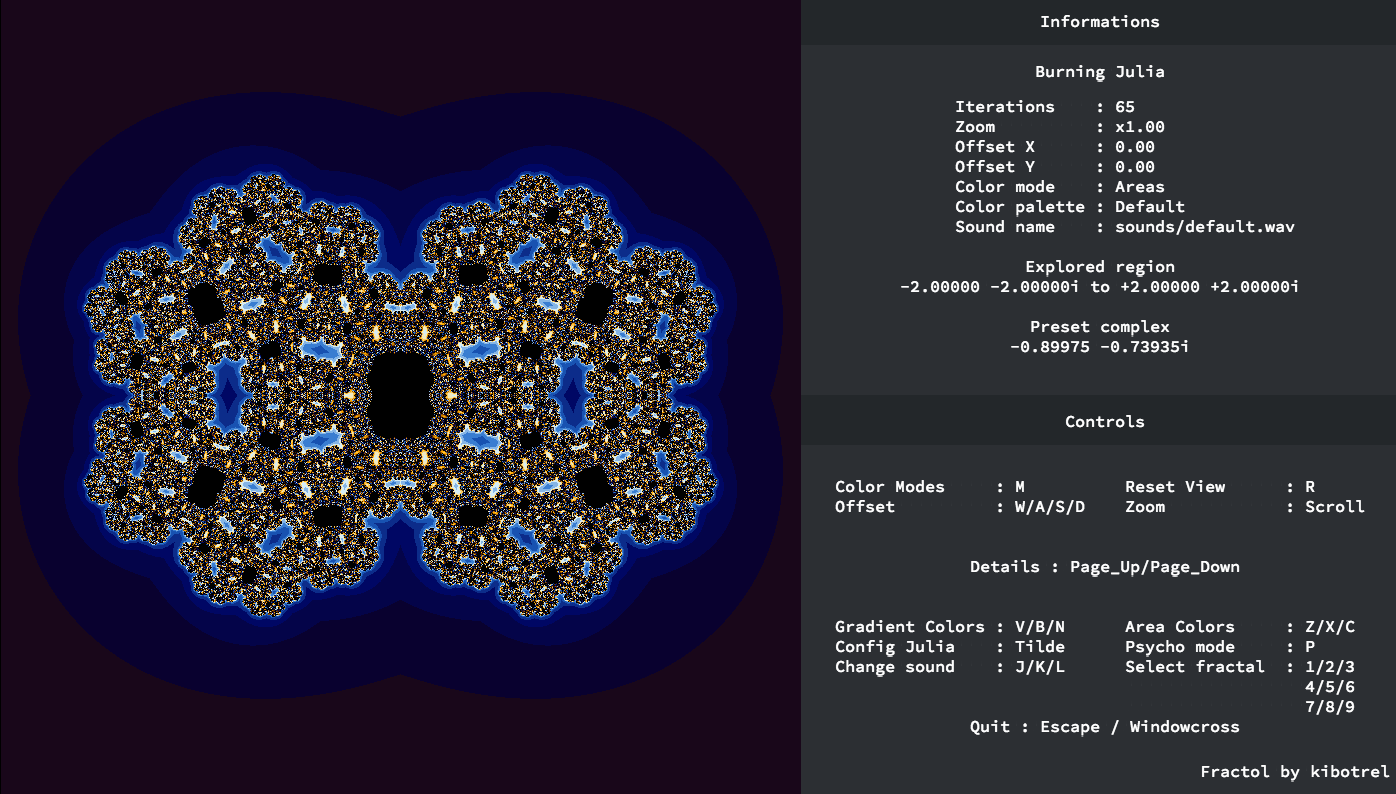 Informations
Burning Julia
Iterations : 65
Zoom : x1.00
Offset X : 0.00
Offset Y : 0.00
Color mode : Areas
Color palette : Default
Sound name : sounds/default.wav
Explored region
-2.00000 -2.00000i to +2.00000 +2.00000i
Preset complex
-0.89975 -0.73935i
Controls
Color Modes : M Reset View : R
Offset : W/A/S/D Zoom : Scroll
Details : Page_Up/Page_Down
Gradient Colors : V/B/N Area Colors : Z/X/C
Config Julia : Tilde Psycho mode : P
Change sound : J/K/L Select fractal : 1/2/3
4/5/6
7/8/9
Quit : Escape / Windowcross
Fractol by kibotrel